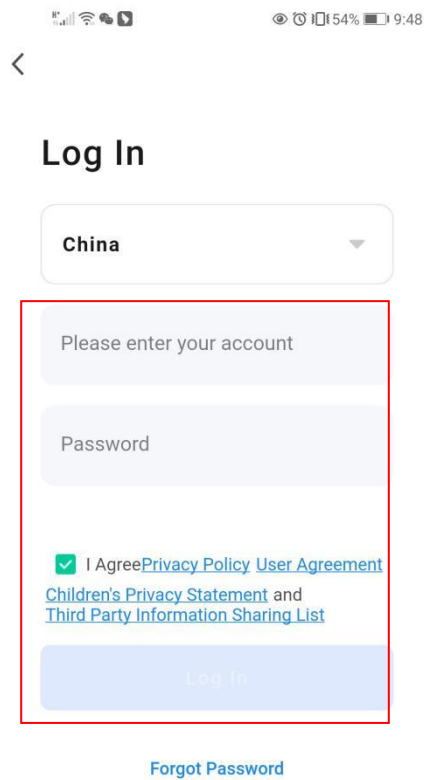 54% 9:48
Log In
China
Please enter your account
Password
I AgreePrivacy Policy User Agreement
Children's Privacy Statement and
Third Party Information Sharing List
Log In
Forgot Password